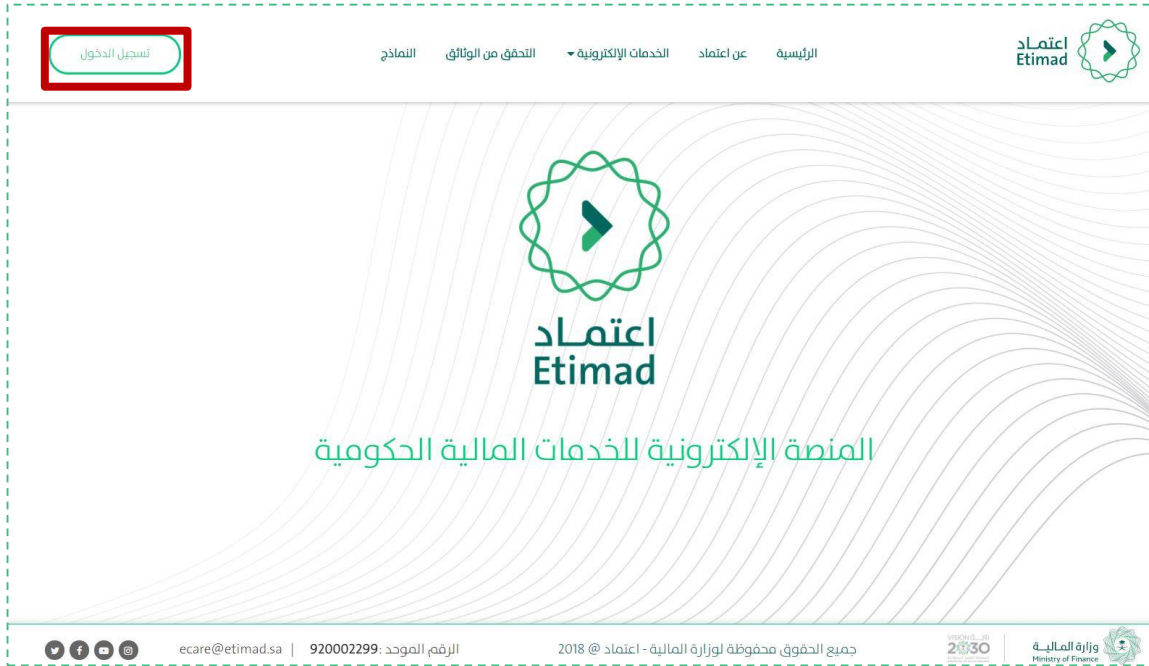 اعتماد
Etimad
الرئيسية
عن اعتماد
الخدمات الإلكترونية
التحقق من الوثائق
النماذج
تسجيل الدخول
اعتماد
Etimad
المنصة الإلكترونية للخدمات المالية الحكومية
وزارة المالية
Ministry of Finance
VISION رؤية
2030
جميع الحقوق محفوظة لوزارة المالية - اعتماد @ 2018
الرقم الموحد :920002299 | ecare@etimad.sa